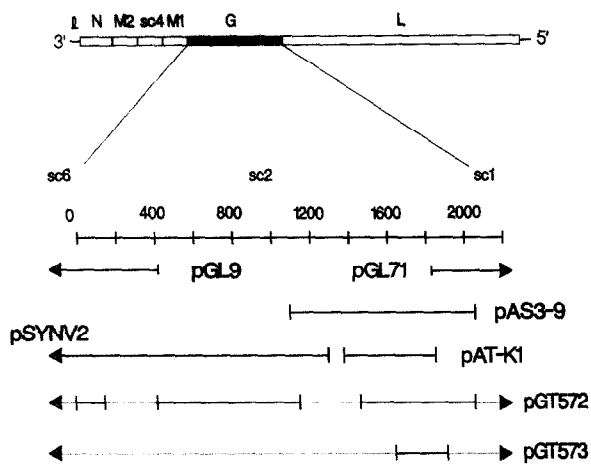 ℓ N M2 sc4 M1 G L
3' 5'
sc6 sc2 sc1
0 400 800 1200 1600 2000
pGL9 pGL71
pAS3-9
pSYNV2
pAT-K1
pGT572
pGT573